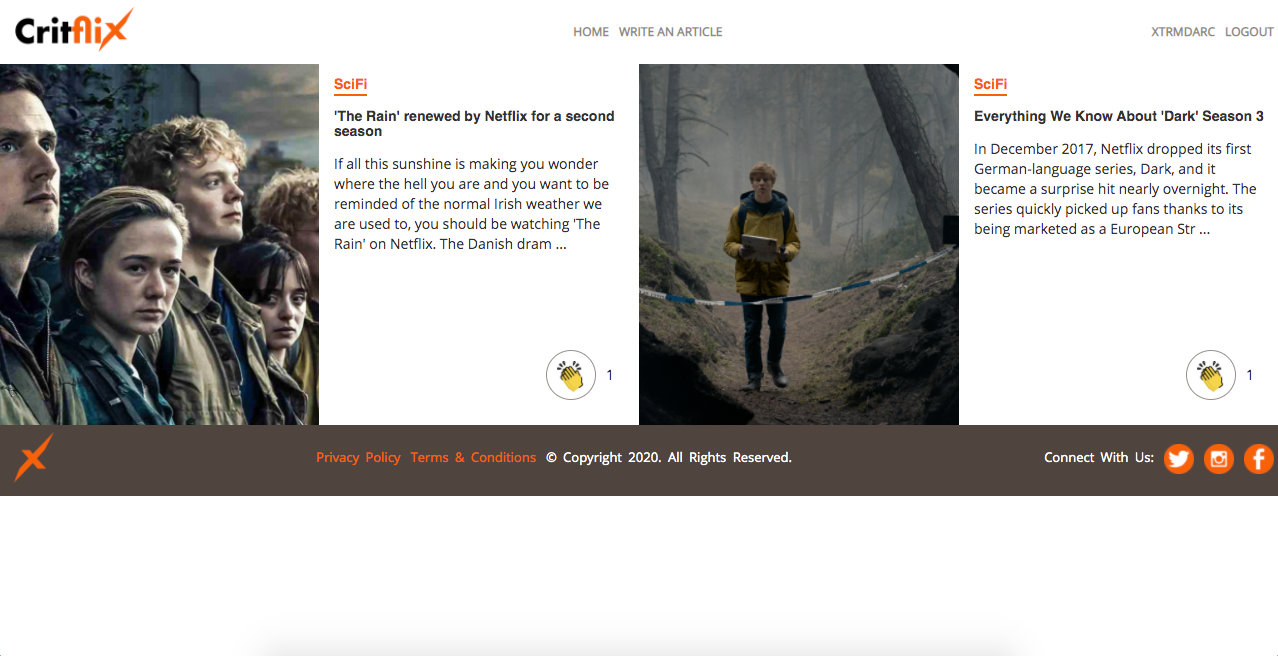 Critflix
HOME WRITE AN ARTICLE
XTRMDARC LOGOUT
SciFi
'The Rain' renewed by Netflix for a second
season
If all this sunshine is making you wonder
where the hell you are and you want to be
reminded of the normal Irish weather we
are used to, you should be watching 'The
Rain' on Netflix. The Danish dram ...
1
SciFi
Everything We Know About 'Dark' Season 3
In December 2017, Netflix dropped its first
German-language series, Dark, and it
became a surprise hit nearly overnight. The
series quickly picked up fans thanks to its
being marketed as a European Str ...
1
Privacy Policy Terms & Conditions © Copyright 2020. All Rights Reserved.
Connect With Us: